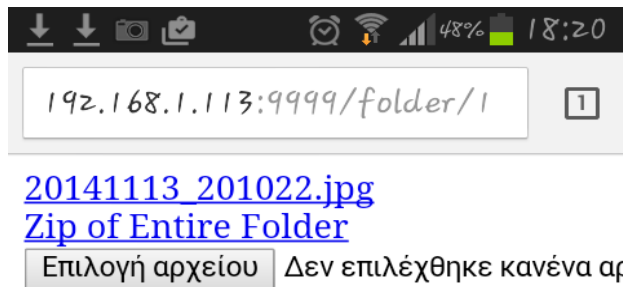 48% 18:20
192.168.1.113:9999/folder/1
1
20141113_201022.jpg
Zip of Entire Folder
Επιλογή αρχείου Δεν επιλέχθηκε κανένα